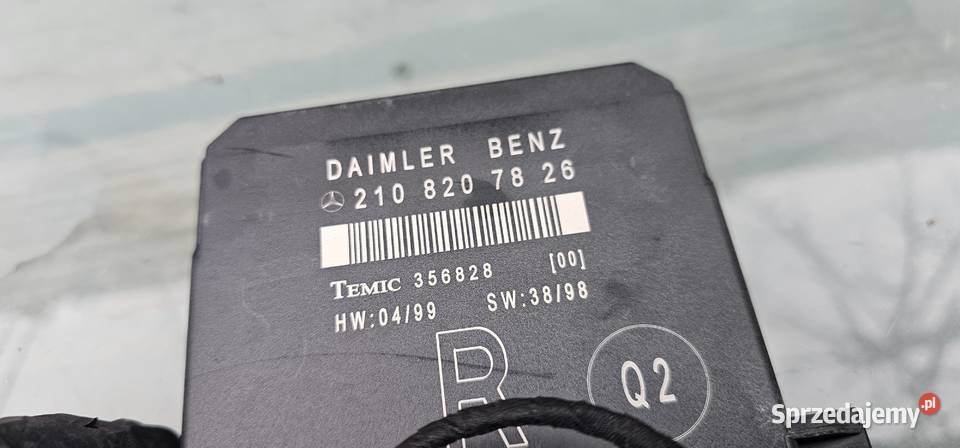 DAIMLER BENZ
210 820 78 26
TEMIC 356828 [00]
HW:04/99 SW:38/98
R
Q2
Sprzedajemy.pl